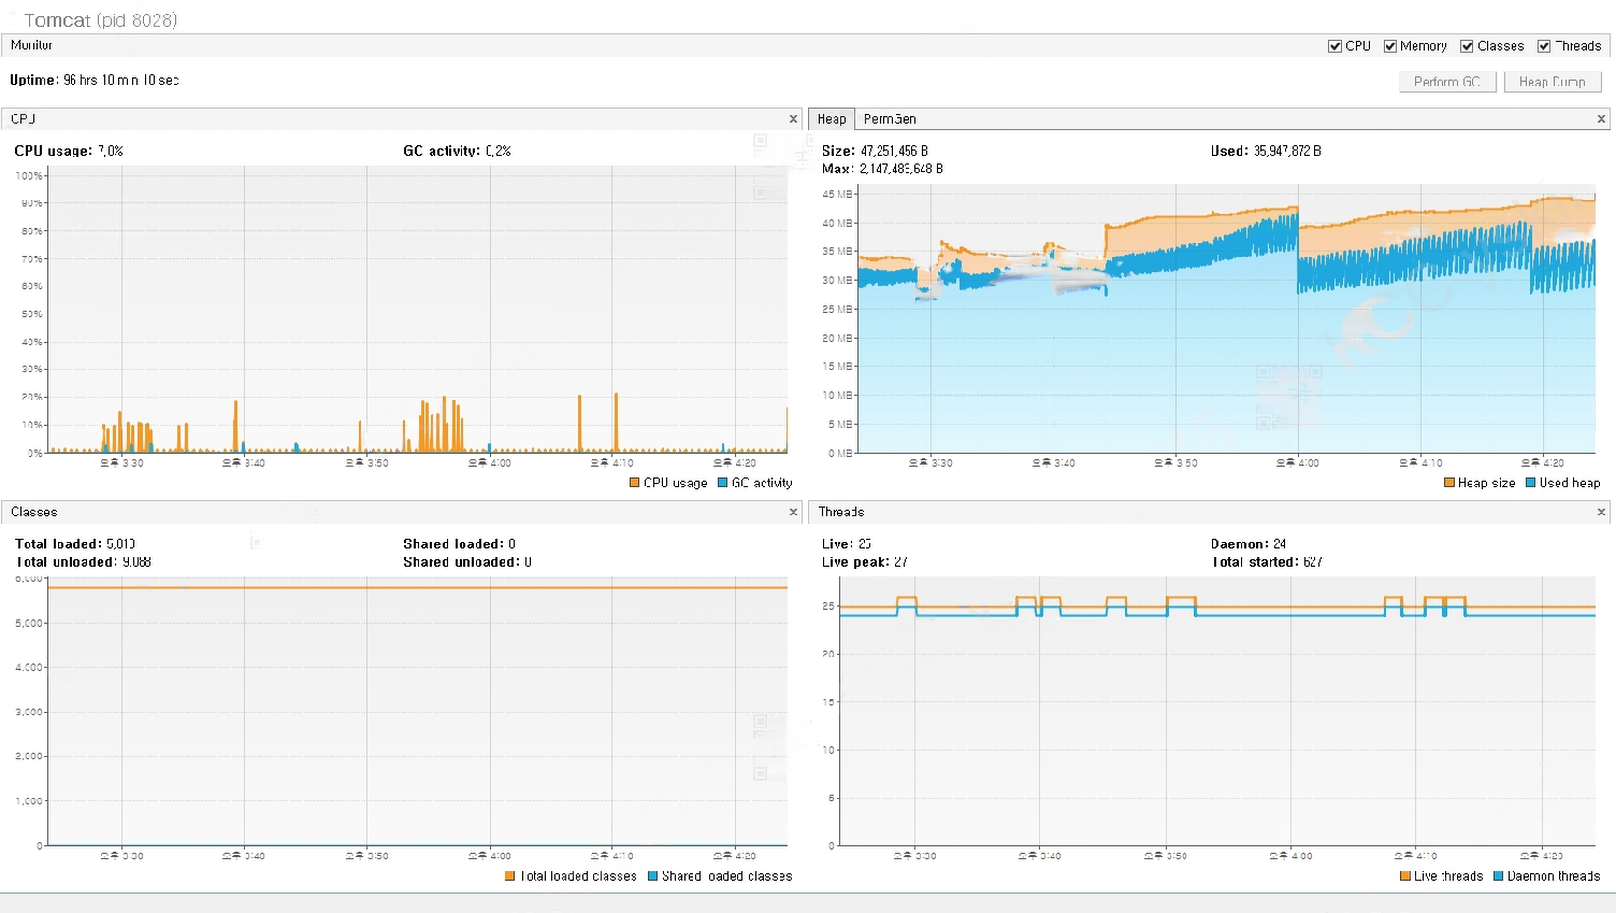 Tomcat (pid 8028)
Monitor
CPU
Memory
Classes
Threads
Uptime: 96 hrs 10 min 10 sec
Perform GC
Heap Dump
CPU x
CPU usage: 7,0%
GC activity: 0,2%
100%
90%
80%
70%
60%
50%
40%
30%
20%
10%
0%
오후 3:30 오후 3:40 오후 3:50 오후 4:00 오후 4:10 오후 4:20
CPU usage GC activity
Heap PermGen x
Size: 47,251,456 B
Used: 35,947,872 B
Max: 2,147,483,648 B
45 MB
40 MB
35 MB
30 MB
25 MB
20 MB
15 MB
10 MB
5 MB
0 MB
오후 3:30 오후 3:40 오후 3:50 오후 4:00 오후 4:10 오후 4:20
Heap size Used heap
Classes x
Total loaded:
Shared loaded: 0
Total unloaded: 9,088
Shared unloaded: 0
6,000
5,000
4,000
3,000
2,000
1,000
0
오후 3:30 오후 3:40 오후 3:50 오후 4:00 오후 4:10 오후 4:20
Total loaded classes Shared loaded classes
Threads x
Live: 25
Daemon: 24
Live peak: 27
Total started: 627
25
20
15
10
5
0
오후 3:30 오후 3:40 오후 3:50 오후 4:00 오후 4:10 오후 4:20
Live threads Daemon threads